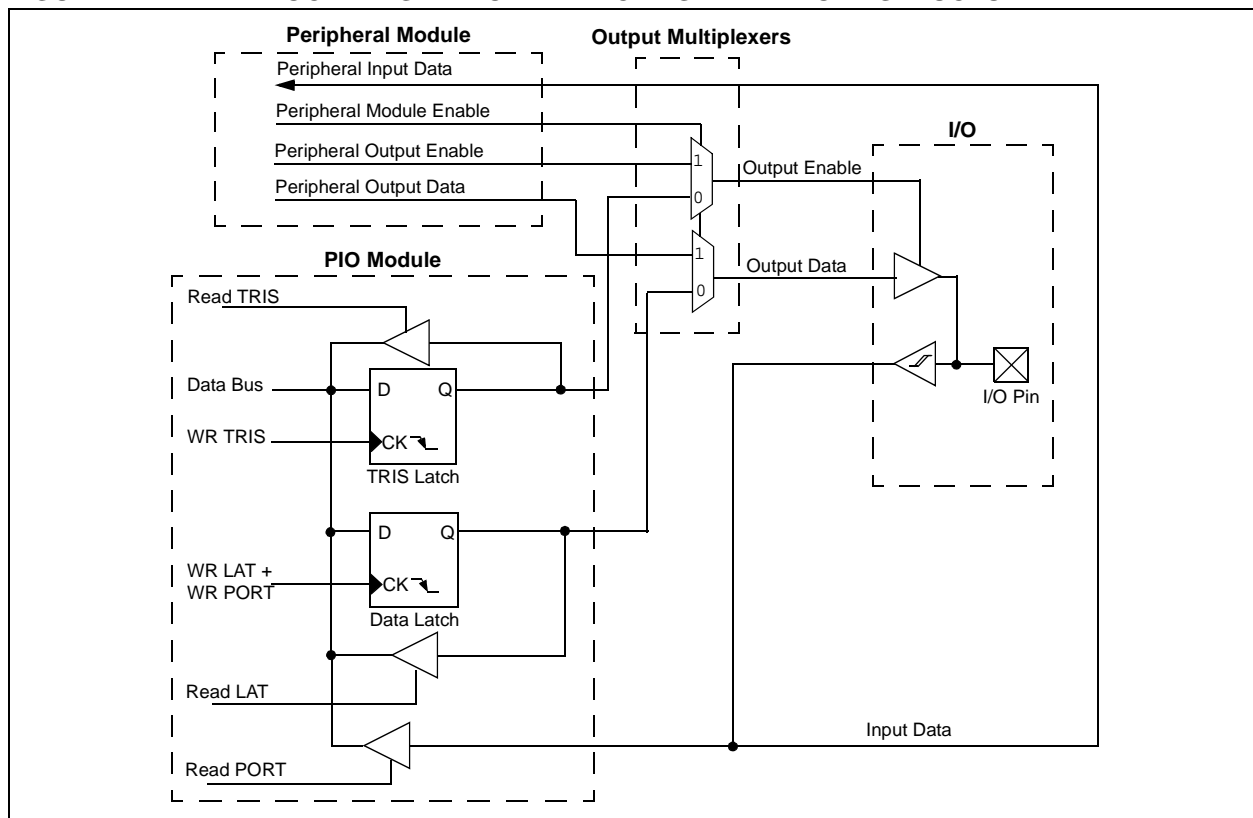 Peripheral Module
Output Multiplexers
Peripheral Input Data
Peripheral Module Enable
Peripheral Output Enable
Peripheral Output Data
1
0
1
0
Output Enable
Output Data
I/O
I/O Pin
PIO Module
Read TRIS
Data Bus
D
Q
WR TRIS
CK
TRIS Latch
D
Q
WR LAT +
WR PORT
CK
Data Latch
Read LAT
Read PORT
Input Data